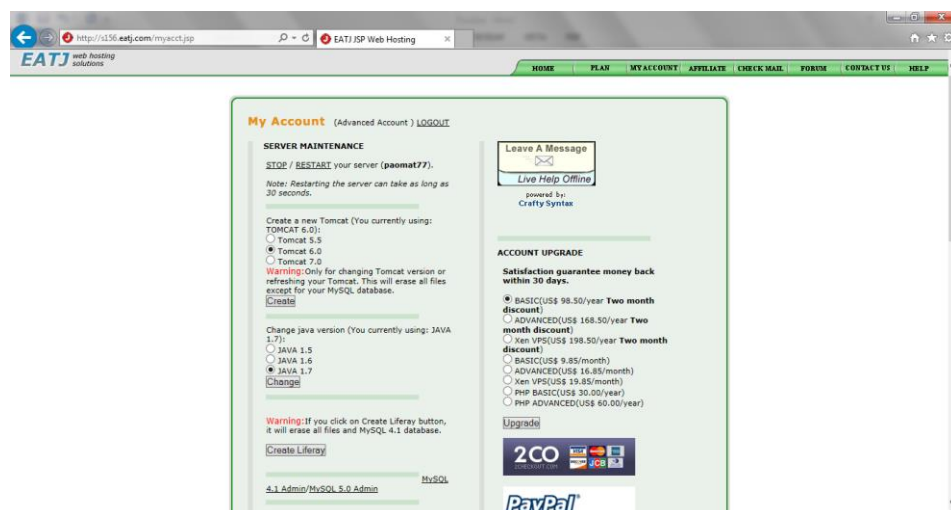 http://s156.eatj.com/myacct.jsp
EATJ JSP Web Hosting
EATJ web hosting
solutions
HOME PLAN MY ACCOUNT AFFILIATE CHECK MAIL FORUM CONTACT US HELP
My Account (Advanced Account ) LOGOUT
SERVER MAINTENANCE
STOP / RESTART your server (paomat77).
Note: Restarting the server can take as long as
30 seconds.
Create a new Tomcat (You currently using:
TOMCAT 6.0):
Tomcat 5.5
Tomcat 6.0
Tomcat 7.0
Warning:Only for changing Tomcat version or
refreshing your Tomcat. This will erase all files
except for your MySQL database.
Create
Change java version (You currently using: JAVA
1.7):
JAVA 1.5
JAVA 1.6
JAVA 1.7
Change
Warning:If you click on Create Liferay button,
it will erase all files and MySQL 4.1 database.
Create Liferay
MySQL
4.1 Admin/MySQL 5.0 Admin
Leave A Message
Live Help Offline
powered by:
Crafty Syntax
ACCOUNT UPGRADE
Satisfaction guarantee money back
within 30 days.
BASIC(US$ 98.50/year Two month
discount)
ADVANCED(US$ 168.50/year Two
month discount)
Xen VPS(US$ 198.50/year Two month
discount)
BASIC(US$ 9.85/month)
ADVANCED(US$ 16.85/month)
Xen VPS(US$ 19.85/month)
PHP BASIC(US$ 30.00/year)
PHP ADVANCED(US$ 60.00/year)
Upgrade
2CO
2CHECKOUT.COM
VISA
JCB
PayPal